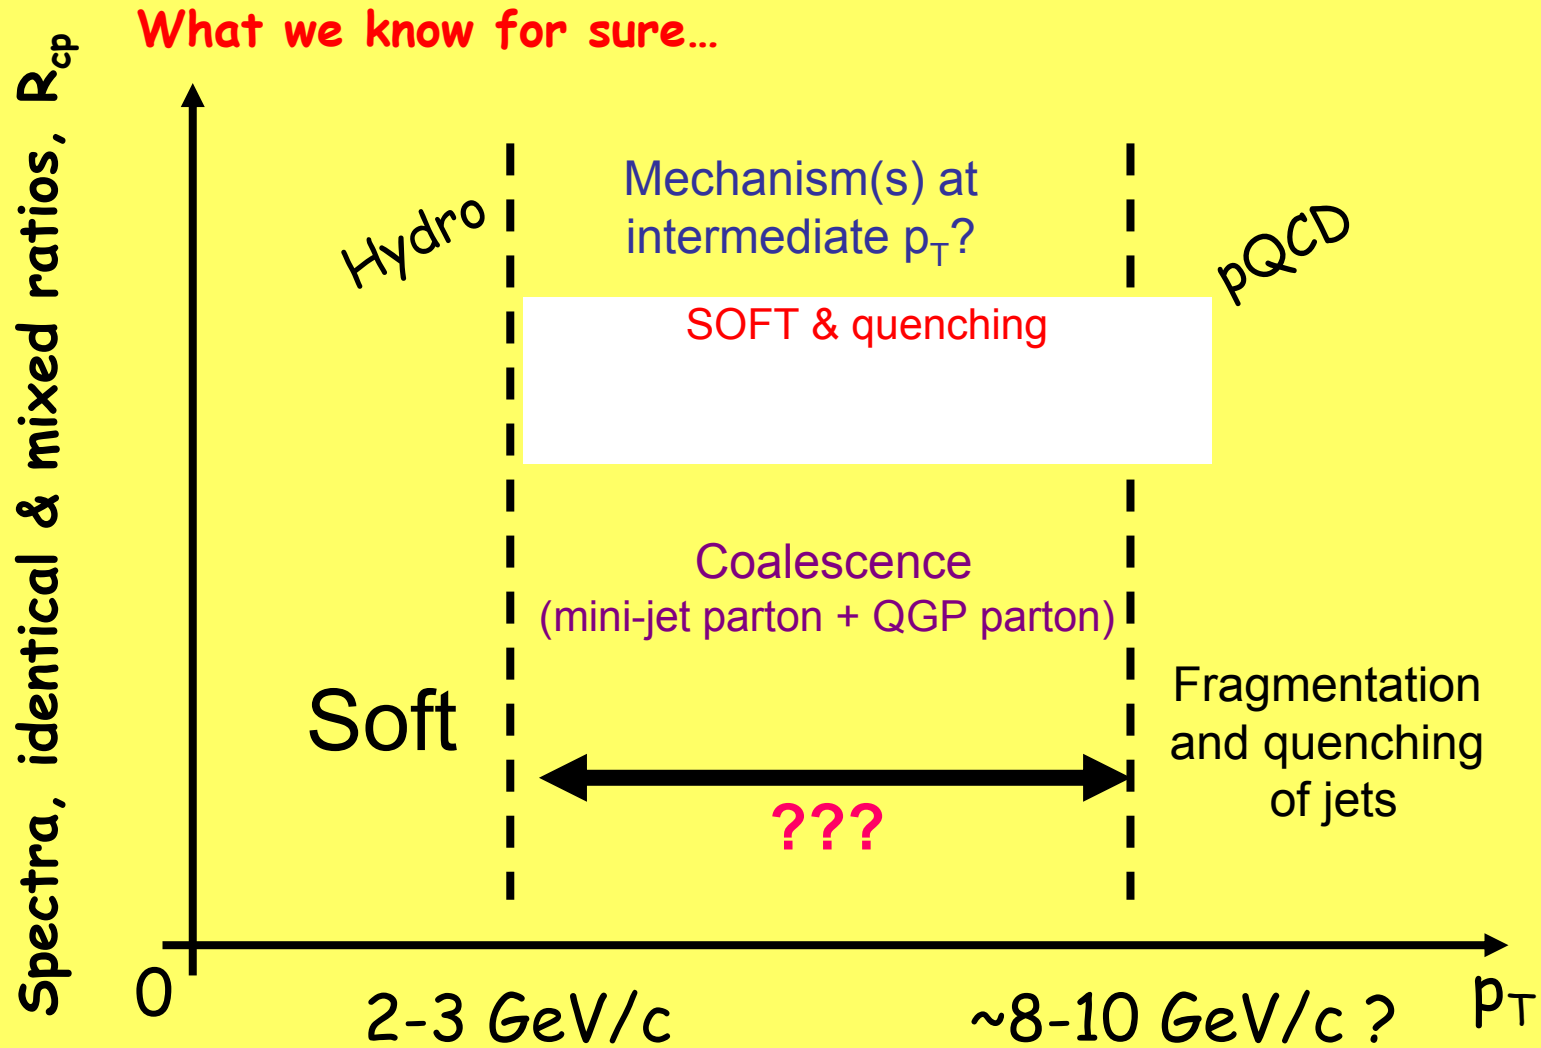 What we know for sure…
Spectra, identical & mixed ratios, Rcp
Hydro
Mechanism(s) at
intermediate pT?
pQCD
SOFT & quenching
Coalescence
(mini-jet parton + QGP parton)
Soft
Fragmentation
and quenching
of jets
???
0
2-3 GeV/c
~8-10 GeV/c ?
pT